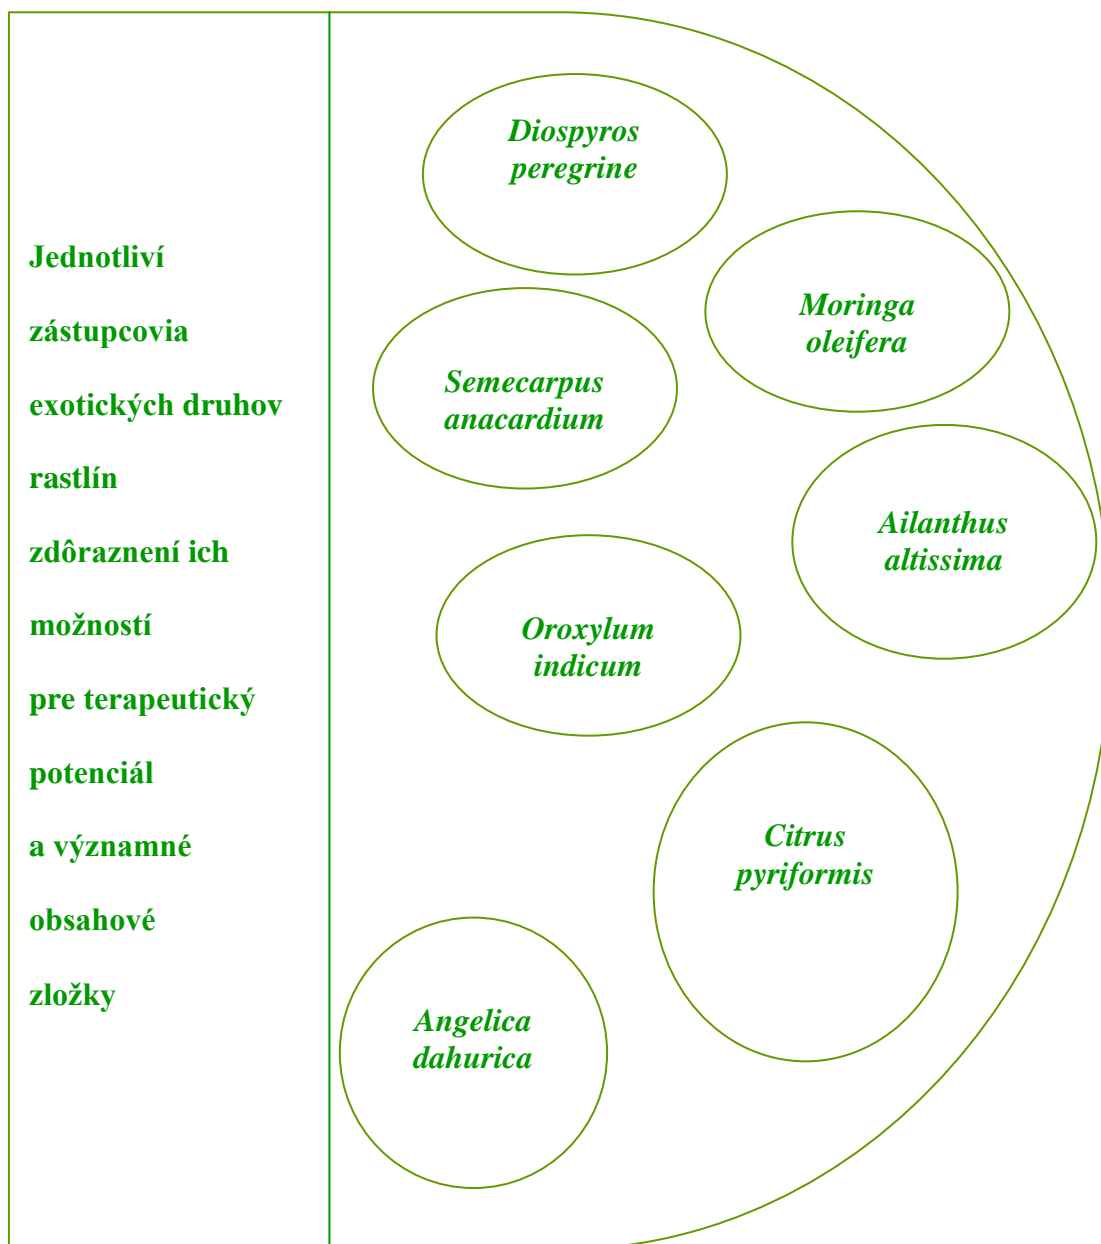 Jednotliví
zástupcovia
exotických druhov
rastlín
zdôraznení ich
možností
pre terapeutický
potenciál
a významné
obsahové
zložky
Diospyros
peregrine
Moringa
oleifera
Semecarpus
anacardium
Ailanthus
altissima
Oroxylum
indicum
Citrus
pyriformis
Angelica
dahurica